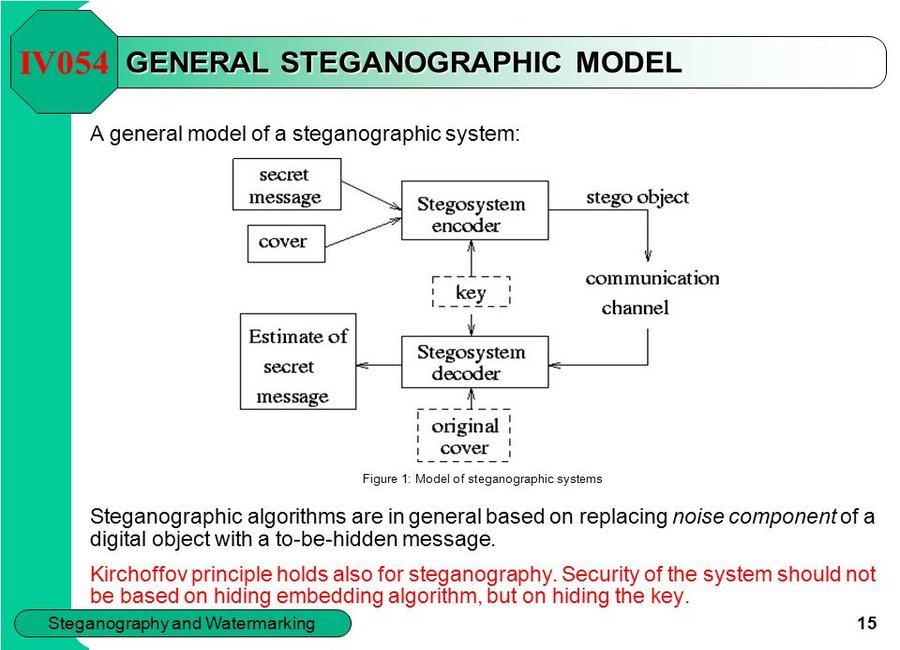 IV054 GENERAL STEGANOGRAPHIC MODEL
A general model of a steganographic system:
secret
message
cover
Stegosystem
encoder
stego object
key
communication
channel
Estimate of
secret
message
Stegosystem
decoder
original
cover
Figure 1: Model of steganographic systems
Steganographic algorithms are in general based on replacing noise component of a
digital object with a to-be-hidden message.
Kirchoffov principle holds also for steganography. Security of the system should not
be based on hiding embedding algorithm, but on hiding the key.
Steganography and Watermarking
15